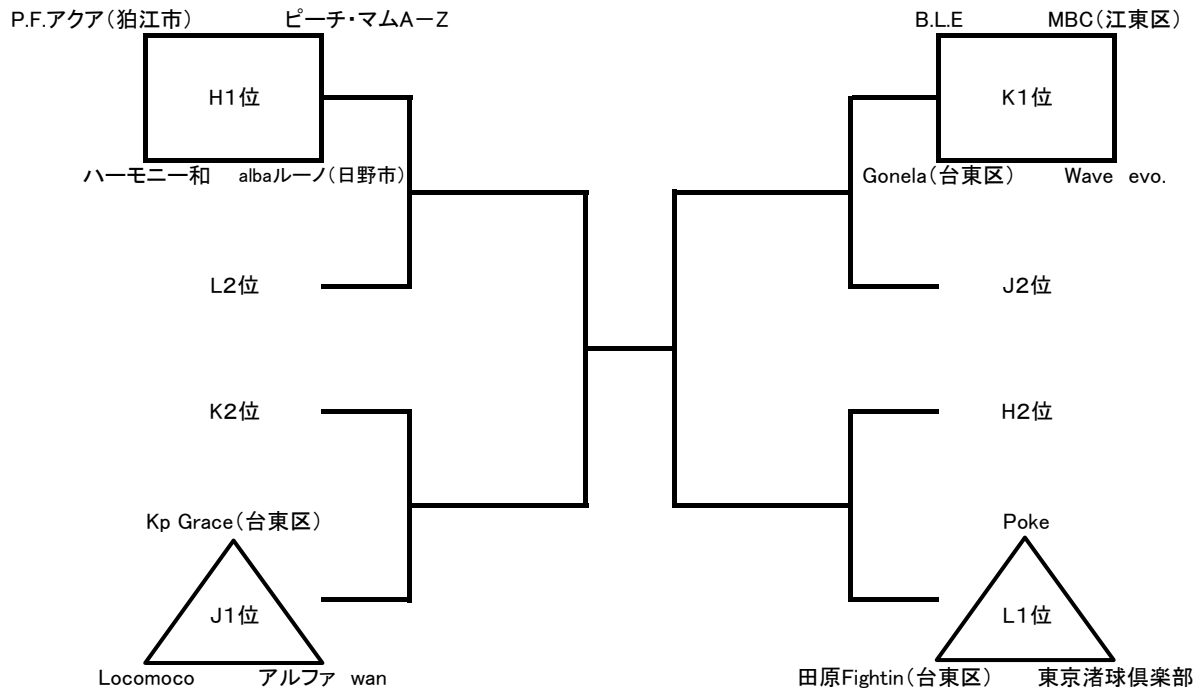 P.F.アクア（狛江市） ピーチ・マムA－Z B.L.E MBC（江東区）
H1位 K1位
ハーモニー和 albaルーノ（日野市） Gonela（台東区） Wave evo.
L2位 J2位
K2位 H2位
Kp Grace（台東区） Poke
J1位 L1位
Locomoco アルファ wan 田原Fightin（台東区） 東京渚球倶楽部